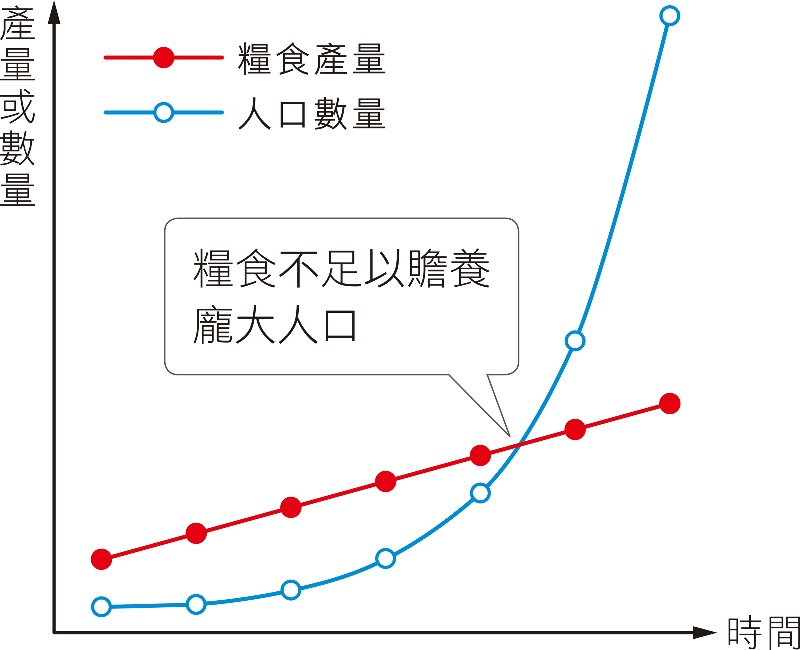 產量或數量
糧食產量
人口數量
糧食不足以贍養
龐大人口
時間